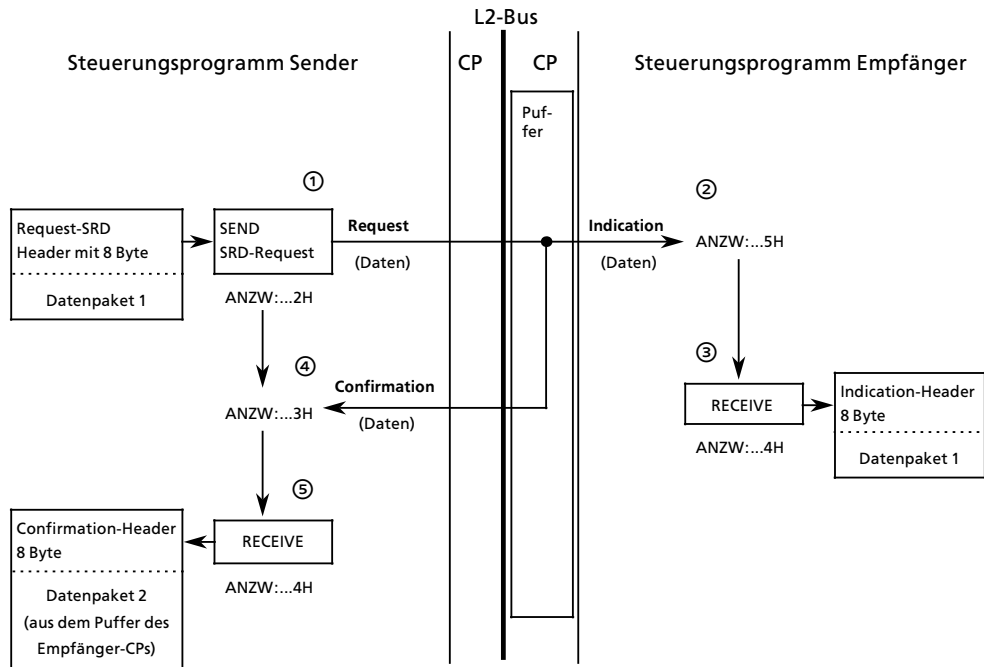 L2-Bus
Steuerungsprogramm Sender
CP
CP
Steuerungsprogramm Empfänger
Puf-
fer
①
②
Request-SRD
Header mit 8 Byte
Datenpaket 1
SEND
SRD-Request
Request
(Daten)
Indication
(Daten)
ANZW:...5H
ANZW:...2H
③
④
Confirmation
(Daten)
ANZW:...3H
RECEIVE
ANZW:...4H
Indication-Header
8 Byte
Datenpaket 1
⑤
Confirmation-Header
8 Byte
Datenpaket 2
(aus dem Puffer des
Empfänger-CPs)
RECEIVE
ANZW:...4H